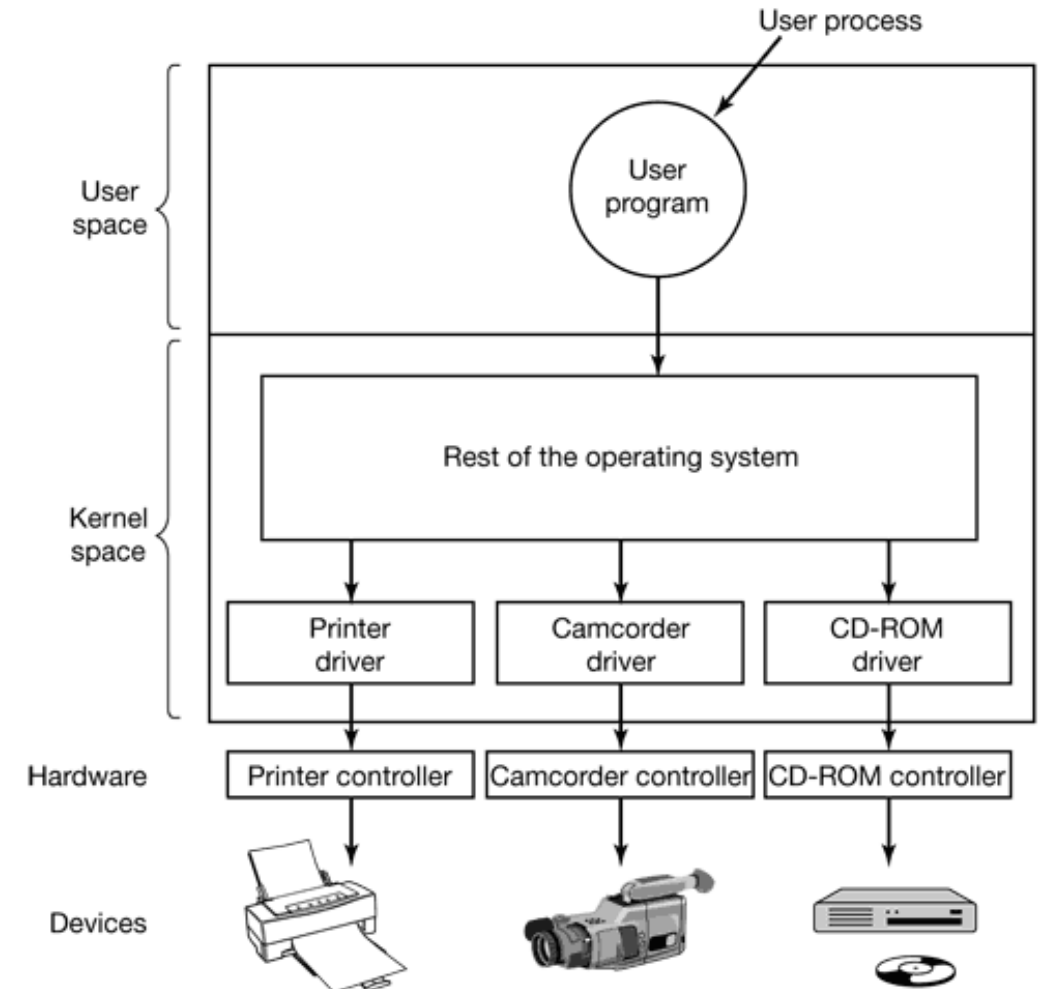 User process
User
program
User
space
Rest of the operating system
Kernel
space
Printer
driver
Camcorder
driver
CD-ROM
driver
Hardware
Printer controller
Camcorder controller
CD-ROM controller
Devices